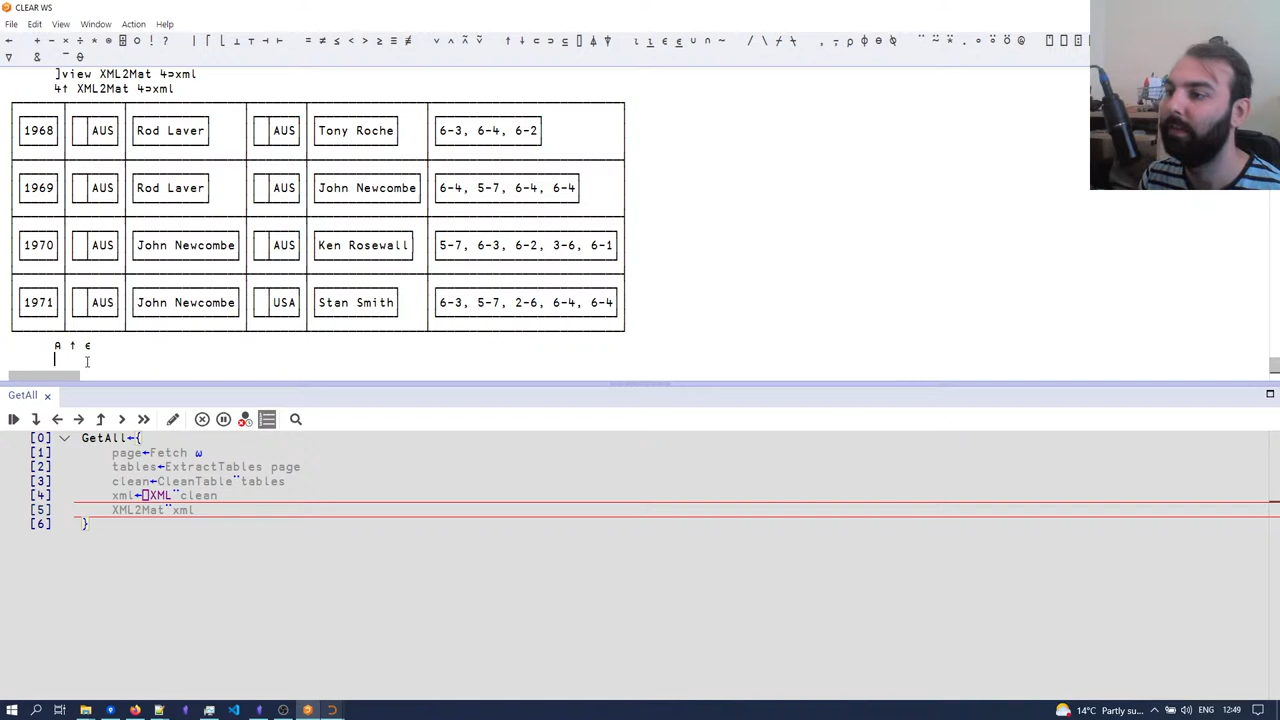 CLEAR WS
File Edit View Window Action Help
← + - × ÷ * ⍟ ⌹ ○ ! ? | ⌈ ⌊ ⊥ ⊤ ⊣ ⊢ = ≠ ≤ < > ≥ ≡ ≢ ∨ ∧ ⍲ ⍱ ↑ ↓ ⊂ ⊃ ⊆ ⌷ ⍋ ⍒ ⍳ ⍸ ∊ ⍷ ∪ ∩ ~ / \ ⌿ ⍀ , ⍪ ⍴ ⌽ ⊖ ⍉ ¨ ⍨ ⍣ . ∘ ⍤ ⍥ @
∇ & ¯ ⍬
]view XML2Mat 4⊃xml
4↑ XML2Mat 4⊃xml
1968 AUS Rod Laver AUS Tony Roche 6–3, 6–4, 6–2
1969 AUS Rod Laver AUS John Newcombe 6–4, 5–7, 6–4, 6–4
1970 AUS John Newcombe AUS Ken Rosewall 5–7, 6–3, 6–2, 3–6, 6–1
1971 AUS John Newcombe USA Stan Smith 6–3, 5–7, 2–6, 6–4, 6–4
⍝ ↑ ∊
GetAll ×
[0] GetAll←{
[1] page←Fetch ⍵
[2] tables←ExtractTables page
[3] clean←CleanTable¨tables
[4] xml←⎕XML¨clean
[5] XML2Mat¨xml
[6] }
14°C Partly su... ENG 12:49